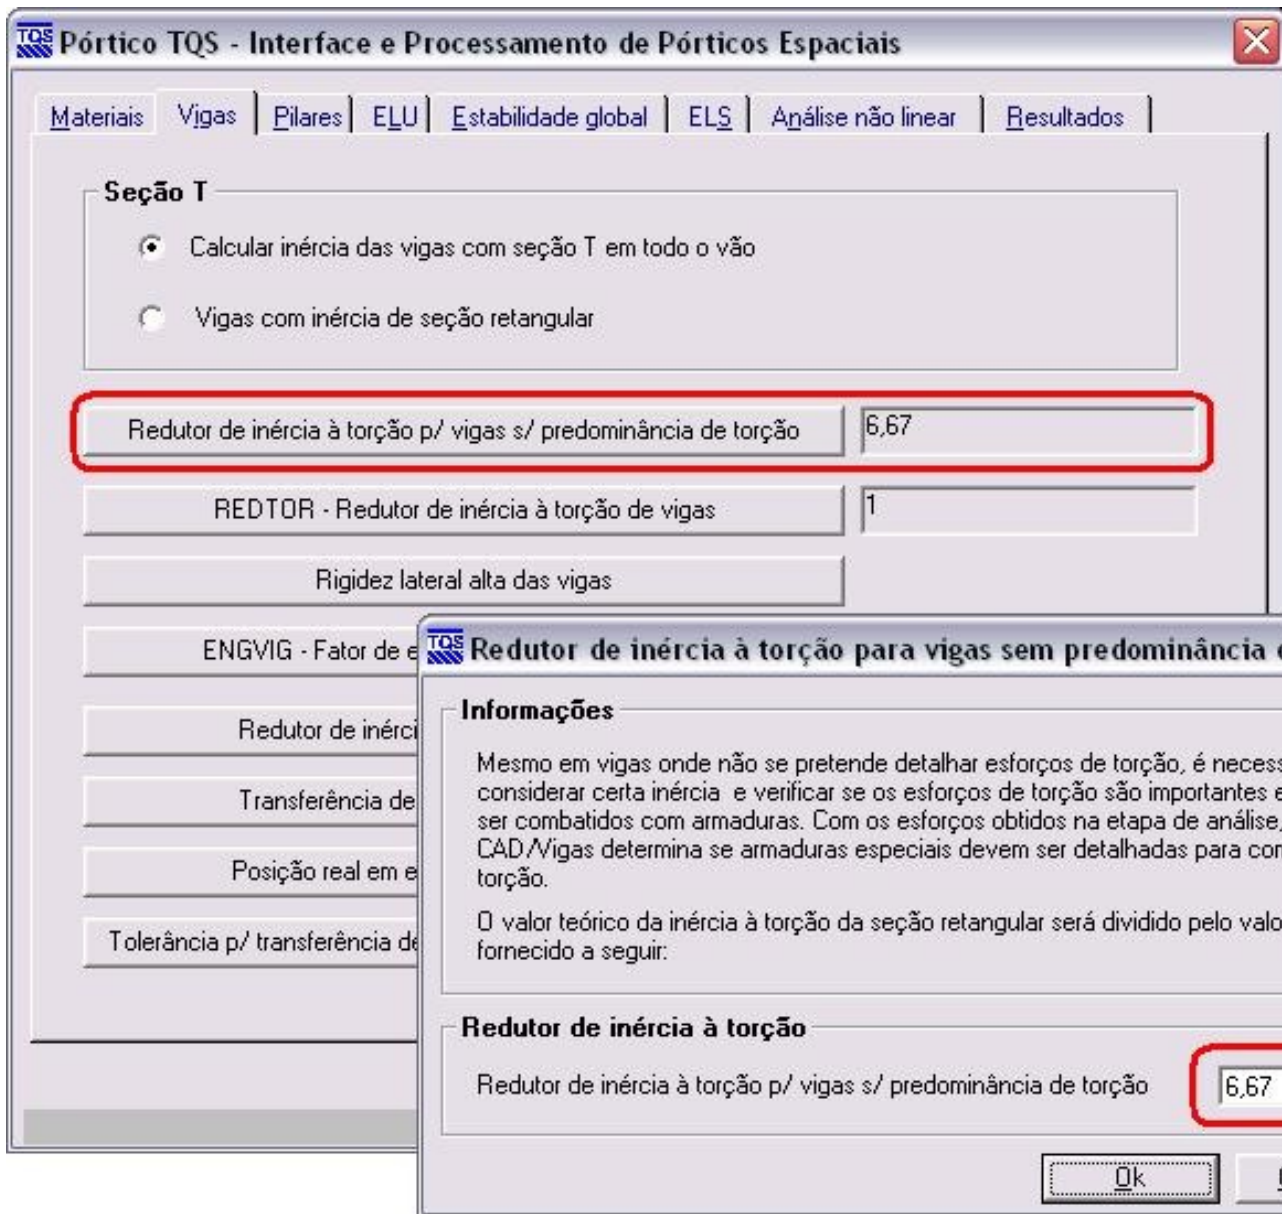 TQS Pórtico TQS - Interface e Processamento de Pórticos Espaciais
Materiais Vigas Pilares ELU Estabilidade global ELS Análise não linear Resultados
Seção T
Calcular inércia das vigas com seção T em todo o vão
Vigas com inércia de seção retangular
Redutor de inércia à torção p/ vigas s/ predominância de torção 6,67
REDTOR - Redutor de inércia à torção de vigas 1
Rigidez lateral alta das vigas
ENGVIG - Fator de e
Redutor de inérci
Transferência de
Posição real em e
Tolerância p/ transferência de
TQS Redutor de inércia à torção para vigas sem predominância
Informações
Mesmo em vigas onde não se pretende detalhar esforços de torção, é necess
considerar certa inércia e verificar se os esforços de torção são importantes e
ser combatidos com armaduras. Com os esforços obtidos na etapa de análise,
CAD/Vigas determina se armaduras especiais devem ser detalhadas para con
torção.
O valor teórico da inércia à torção da seção retangular será dividido pelo valo
fornecido a seguir:
Redutor de inércia à torção
Redutor de inércia à torção p/ vigas s/ predominância de torção 6,67
Ok